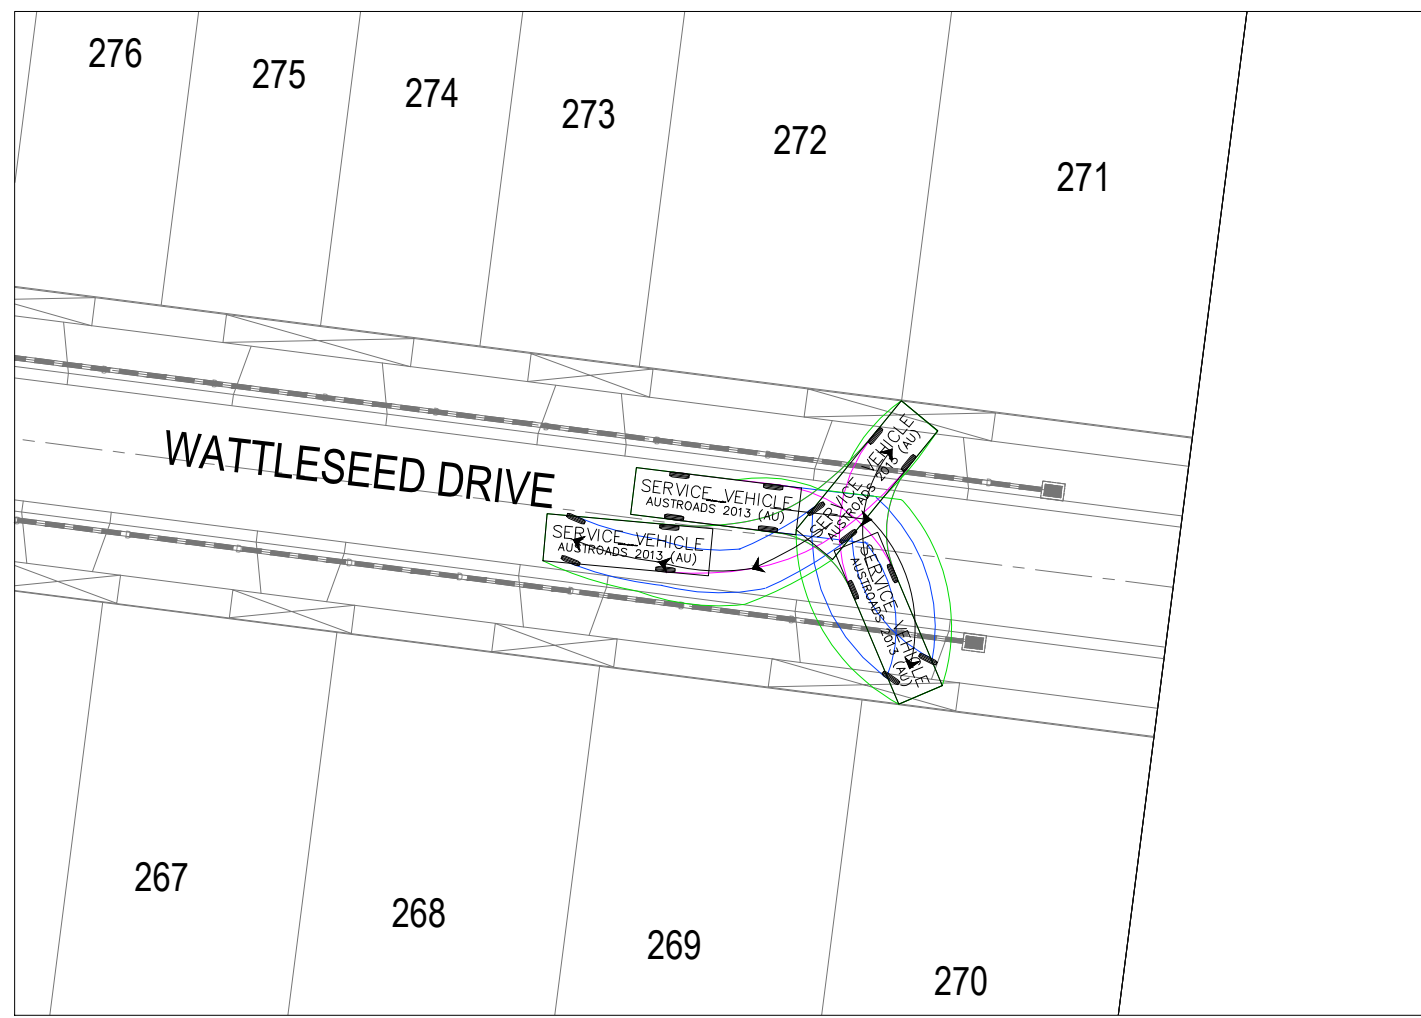 276
275
274
273
272
271
WATTLESEED DRIVE
SERVICE_VEHICLE
AUSTROADS 2013 (AU)
SERVICE_VEHICLE
AUSTROADS 2013 (AU)
SERVICE_VEHICLE
AUSTROADS 2013 (AU)
SERVICE_VEHICLE
AUSTROADS 2013 (AU)
267
268
269
270